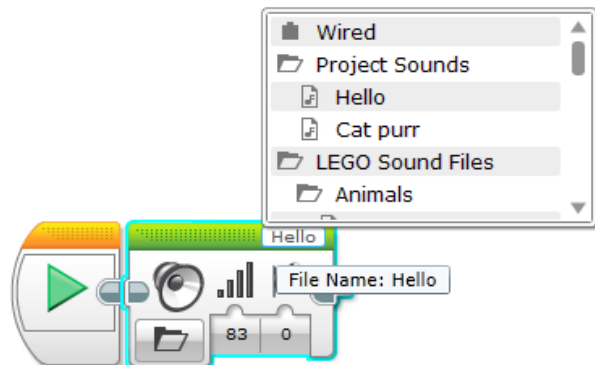 Wired
Project Sounds
Hello
Cat purr
LEGO Sound Files
Animals
Hello
File Name: Hello
83 0